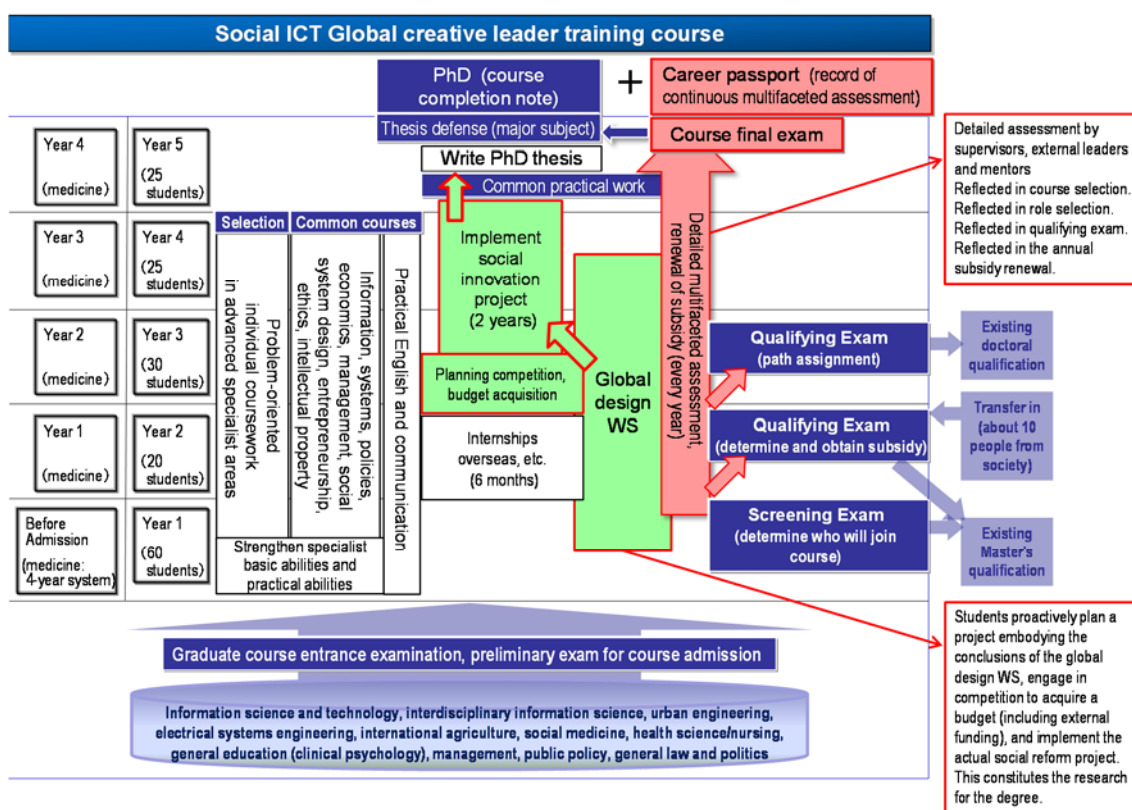 Social ICT Global creative leader training course
PhD (course
completion note)
+
Career passport (record of
continuous multifaceted assessment)
Thesis defense (major subject)
Course final exam
Write PhD thesis
Common practical work
Year 4
(medicine)
Year 5
(25
students)
Year 3
(medicine)
Year 4
(25
students)
Year 2
(medicine)
Year 3
(30
students)
Year 1
(medicine)
Year 2
(20
students)
Before
Admission
(medicine:
4-year system)
Year 1
(60
students)
Selection
Common courses
Problem-oriented
individual coursework
in advanced specialist areas
Information, systems, policies,
economics, management, social
system design, entrepreneurship,
ethics, intellectual property
Practical English and communication
Strengthen specialist
basic abilities and
practical abilities
Implement
social
innovation
project
(2 years)
Planning competition,
budget acquisition
Internships
overseas, etc.
(6 months)
Global
design
WS
Detailed multifaceted assessment,
renewal of subsidy (every year)
Qualifying Exam
(path assignment)
Qualifying Exam
(determine and obtain subsidy)
Screening Exam
(determine who will join
course)
Existing
doctoral
qualification
Transfer in
(about 10
people from
society)
Existing
Master's
qualification
Detailed assessment by
supervisors, external leaders
and mentors
Reflected in course selection.
Reflected in role selection.
Reflected in qualifying exam.
Reflected in the annual
subsidy renewal.
Students proactively plan a
project embodying the
conclusions of the global
design WS, engage in
competition to acquire a
budget (including external
funding), and implement the
actual social reform project.
This constitutes the research
for the degree.
Graduate course entrance examination, preliminary exam for course admission
Information science and technology, interdisciplinary information science, urban engineering,
electrical systems engineering, international agriculture, social medicine, health science/nursing,
general education (clinical psychology), management, public policy, general law and politics